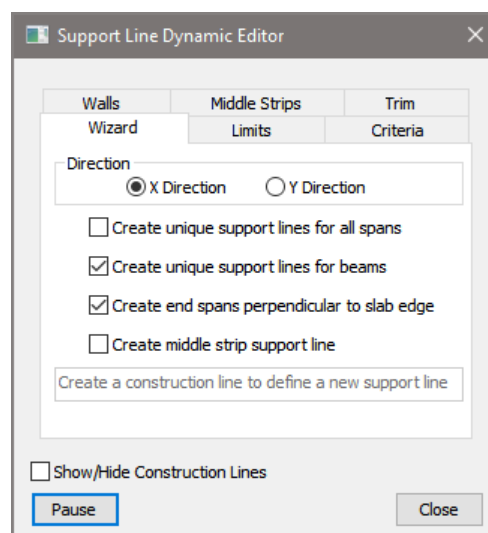 Support Line Dynamic Editor
Walls Middle Strips Trim
Wizard Limits Criteria
Direction
X Direction Y Direction
Create unique support lines for all spans
Create unique support lines for beams
Create end spans perpendicular to slab edge
Create middle strip support line
Create a construction line to define a new support line
Show/Hide Construction Lines
Pause Close